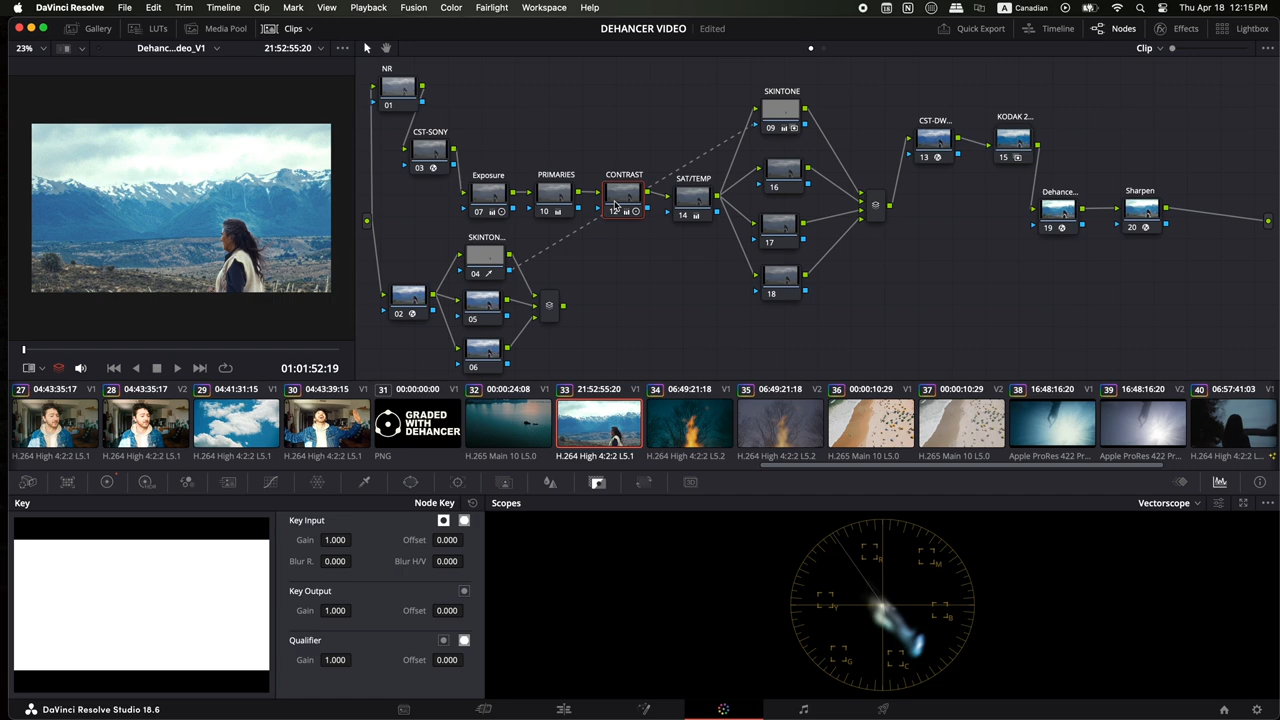 DaVinci Resolve File Edit Trim Timeline Clip Mark View Playback Fusion Color Fairlight Workspace Help
A Canadian Thu Apr 18 12:15 PM
Gallery LUTs Media Pool Clips
DEHANCER VIDEO Edited
Quick Export Timeline Nodes Effects Lightbox
23% Dehanc...deo_V1 21:52:55:20
Clip
NR
01
CST-SONY
03
Exposure
07
PRIMARIES
10
CONTRAST
12
SAT/TEMP
14
SKINTONE
09
16
17
18
CST-DW...
13
KODAK 2...
15
Dehance...
19
Sharpen
20
SKINTON...
04
02
05
06
01:01:52:19
27 04:43:35:17 V1
28 04:43:35:17 V2
29 04:41:31:15 V1
30 04:43:39:15 V1
31 00:00:00:00 V1
32 00:00:24:08 V1
33 21:52:55:20 V1
34 06:49:21:18 V1
35 06:49:21:18 V2
36 00:00:10:29 V1
37 00:00:10:29 V2
38 16:48:16:20 V1
39 16:48:16:20 V2
40 06:57:41:03 V1
GRADED
WITH
DEHANCER
H.264 High 4:2:2 L5.1
H.264 High 4:2:2 L5.1
H.264 High 4:2:2 L5.1
H.264 High 4:2:2 L5.1
PNG
H.265 Main 10 L5.0
H.264 High 4:2:2 L5.1
H.264 High 4:2:2 L5.2
H.264 High 4:2:2 L5.2
H.265 Main 10 L5.0
H.265 Main 10 L5.0
Apple ProRes 422 Pr...
Apple ProRes 422 Pr...
H.264 High 4:2:2 L...
Key Node Key
Scopes Vectorscope
Key Input
Gain 1.000 Offset 0.000
Blur R. 0.000 Blur H/V 0.000
Key Output
Gain 1.000 Offset 0.000
Qualifier
Gain 1.000 Offset 0.000
R
M
Y
B
G
C
DaVinci Resolve Studio 18.6